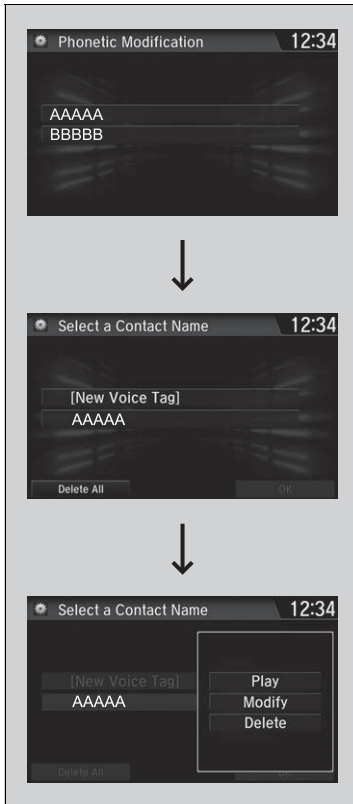 Phonetic Modification 12:34
AAAAA
BBBBB
Select a Contact Name 12:34
[New Voice Tag]
AAAAA
Delete All OK
Select a Contact Name 12:34
[New Voice Tag]
AAAAA
Play
Modify
Delete
Delete All OK